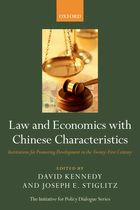 OXFORD
Law and Economics with
Chinese Characteristics
Institutions for Promoting Development in the Twenty-First Century
EDITED BY
DAVID KENNEDY
AND JOSEPH E. STIGLITZ
The Initiative for Policy Dialogue Series